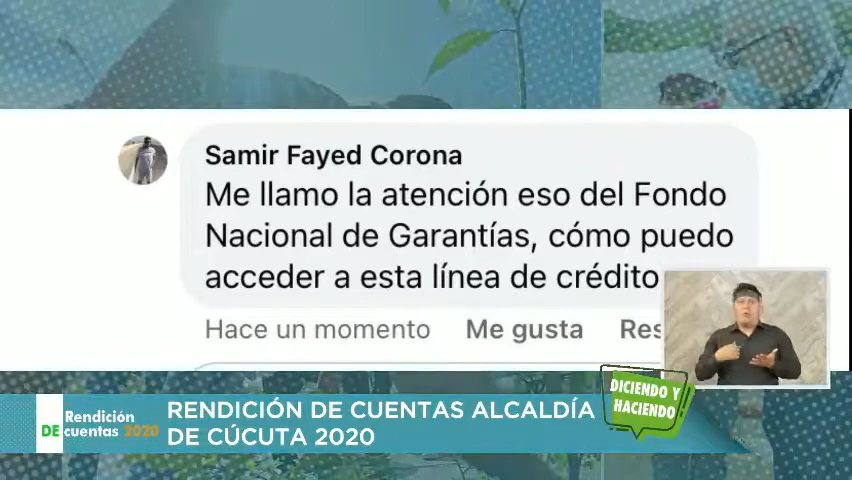 Samir Fayed Corona
Me llamo la atención eso del Fondo
Nacional de Garantías, cómo puedo
acceder a esta línea de crédito
Hace un momento Me gusta
DICIENDO Y
HACIENDO
Rendición
DE cuentas 2020
RENDICIÓN DE CUENTAS ALCALDÍA
DE CÚCUTA 2020